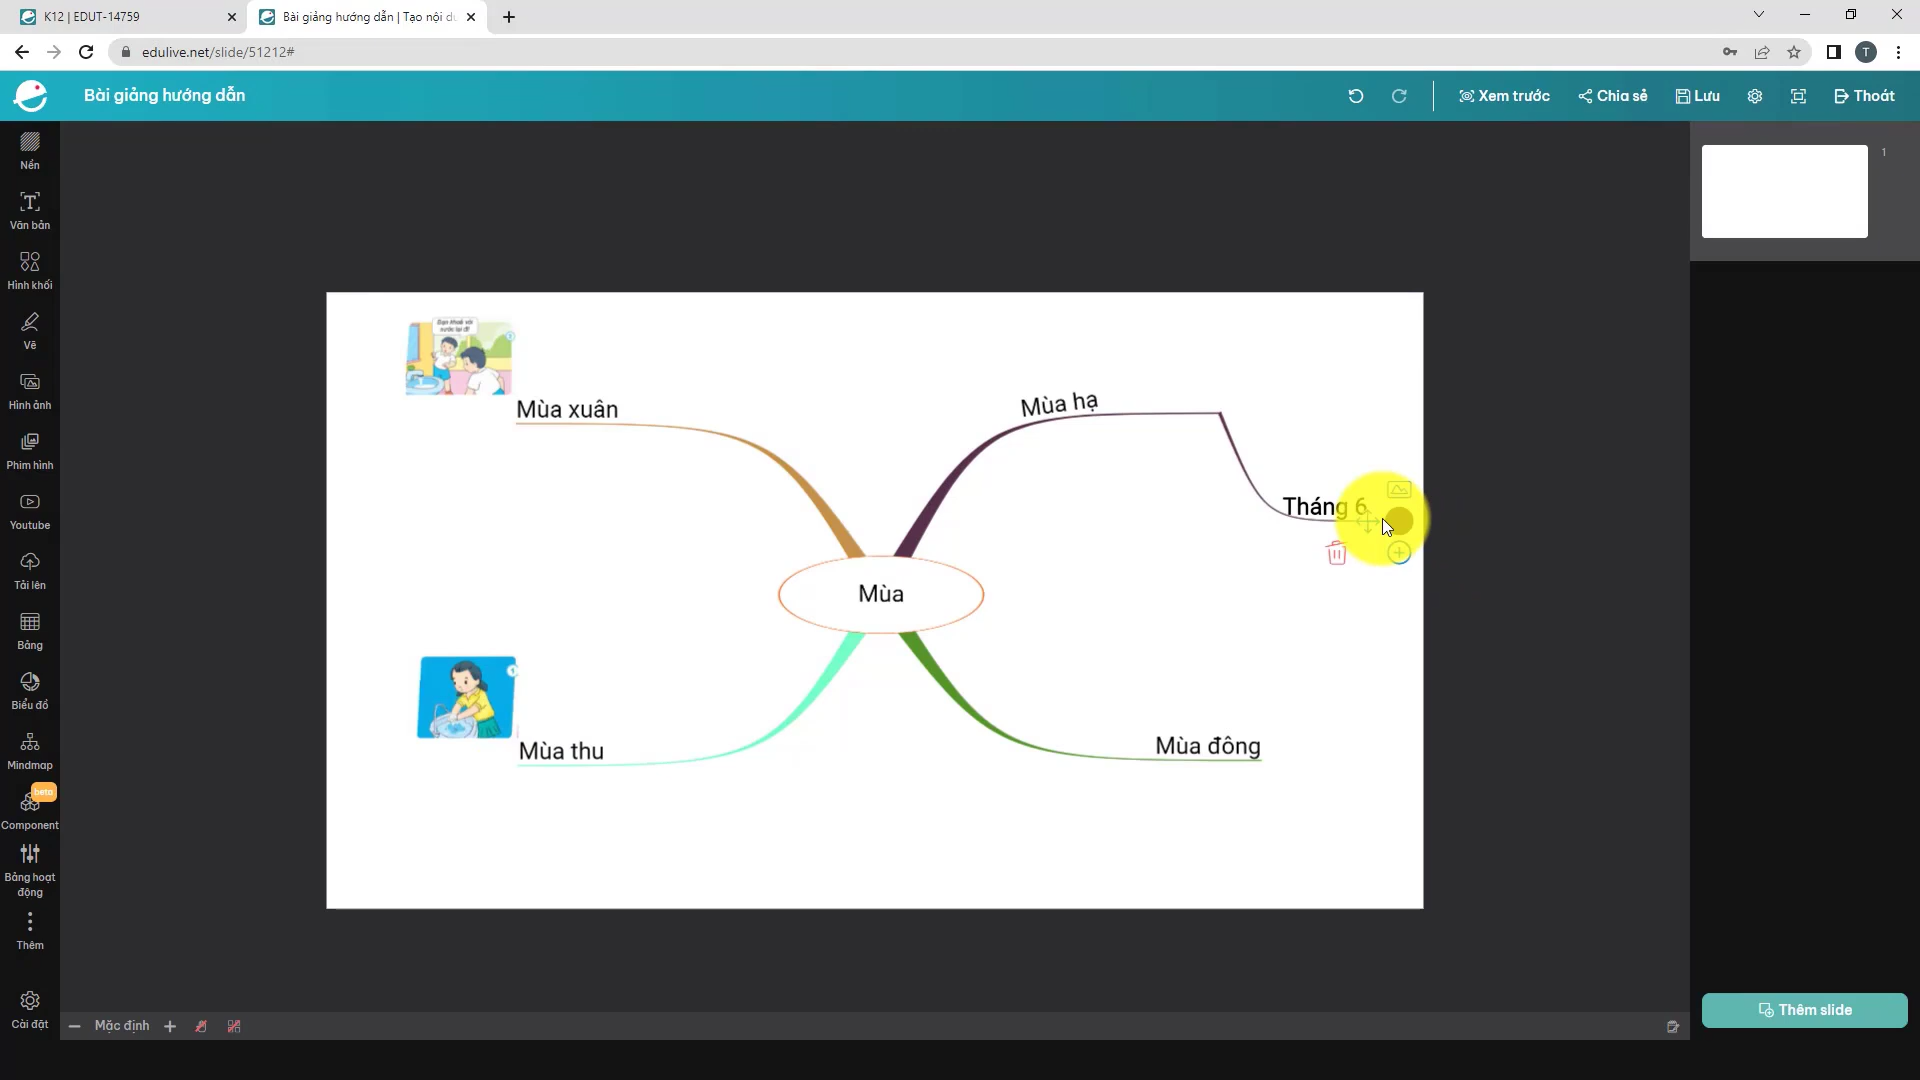 K12 | EDUT-14759
Bài giảng hướng dẫn | Tạo nội du
edulive.net/slide/51212#
T
Bài giảng hướng dẫn
Xem trước
Chia sẻ
Lưu
Thoát
Nền
Văn bản
Hình khối
Vẽ
Hình ảnh
Phim hình
Youtube
Tải lên
Bảng
Biểu đồ
Mindmap
beta
Component
Bảng hoạt
động
Thêm
Cài đặt
Mùa xuân
Mùa hạ
Tháng 6
Mùa
Mùa thu
Mùa đông
Mặc định
1
Thêm slide